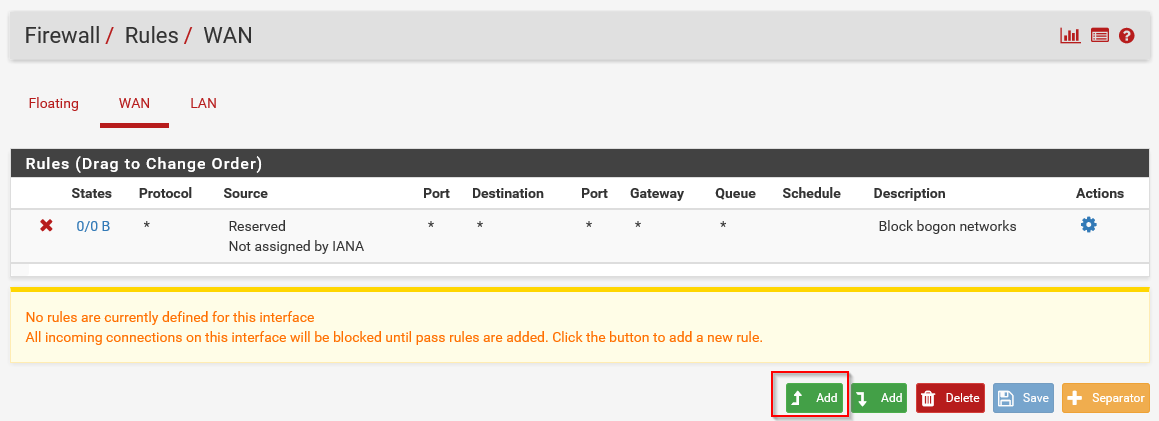 Firewall / Rules / WAN
Floating WAN LAN
Rules (Drag to Change Order)
States Protocol Source Port Destination Port Gateway Queue Schedule Description Actions
0/0 B * Reserved * * * * * Block bogon networks
Not assigned by IANA
No rules are currently defined for this interface
All incoming connections on this interface will be blocked until pass rules are added. Click the button to add a new rule.
Add Add Delete Save Separator